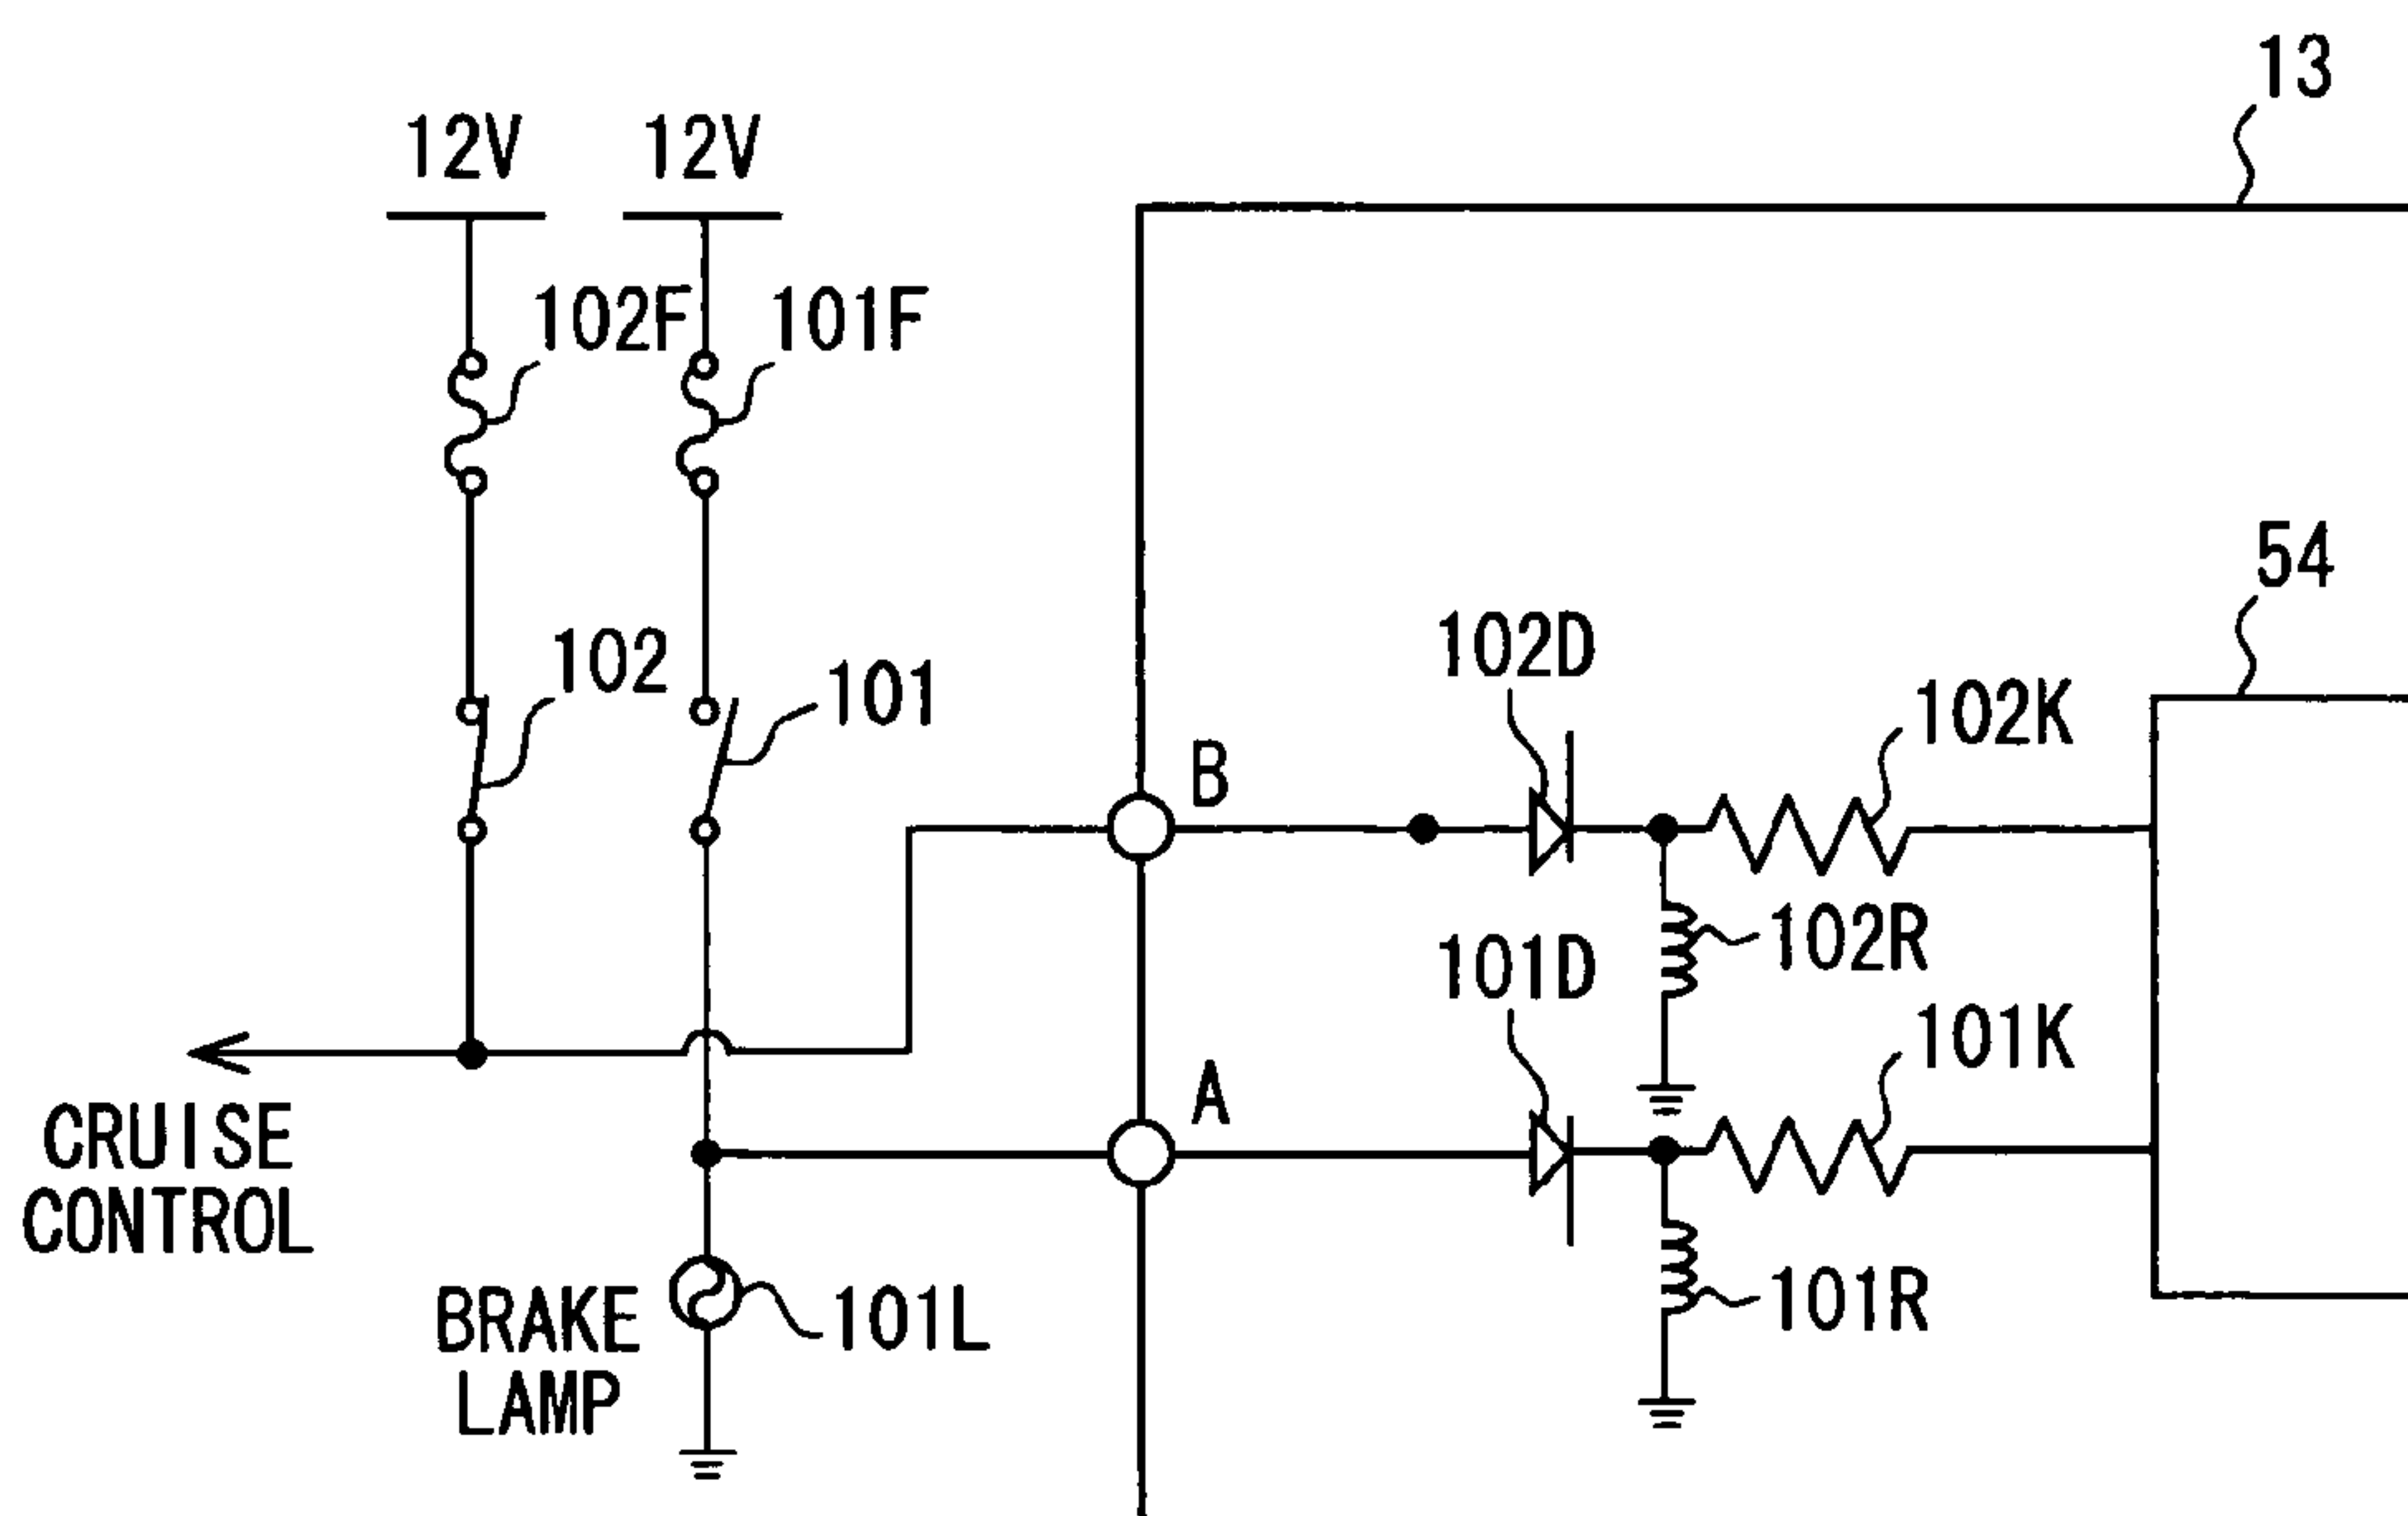 13
12V 12V
102F 101F
54
102D
102 101
102K
B
102R
101D
101K
A
CRUISE
CONTROL
101R
BRAKE
LAMP
101L